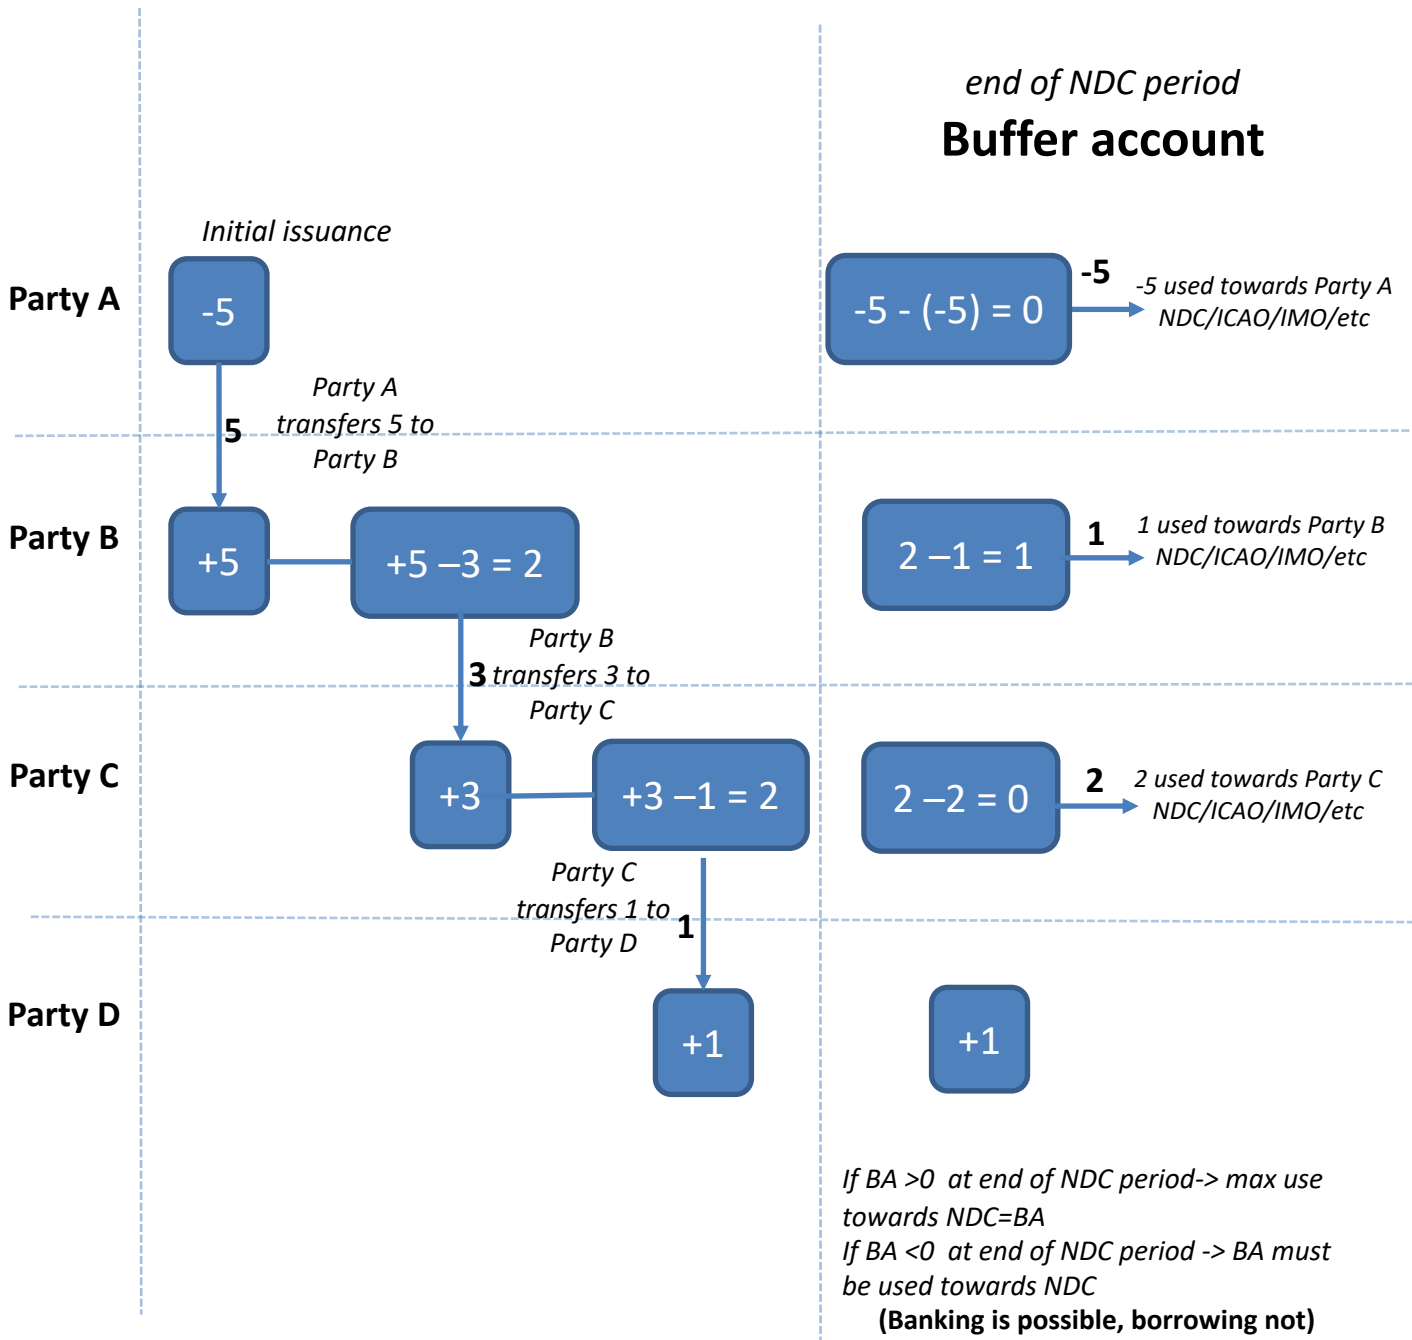 end of NDC period
Buffer account
Initial issuance
Party A
-5
-5 - (-5) = 0
-5
-5 used towards Party A
NDC/ICAO/IMO/etc
5
Party A
transfers 5 to
Party B
Party B
+5
+5 –3 = 2
2 –1 = 1
1
1 used towards Party B
NDC/ICAO/IMO/etc
3
Party B
transfers 3 to
Party C
Party C
+3
+3 –1 = 2
2 –2 = 0
2
2 used towards Party C
NDC/ICAO/IMO/etc
Party C
transfers 1 to
Party D
1
Party D
+1
+1
If BA >0 at end of NDC period-> max use
towards NDC=BA
If BA <0 at end of NDC period -> BA must
be used towards NDC
(Banking is possible, borrowing not)